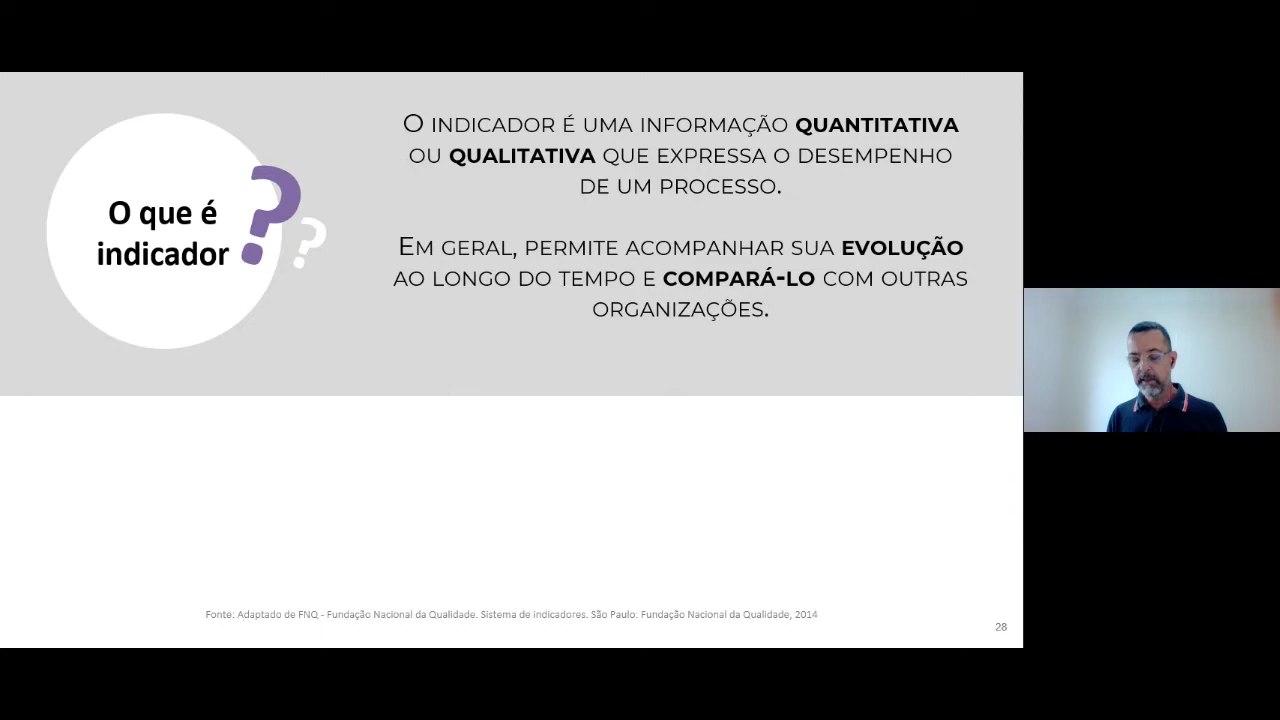 O que é
indicador
?
?
O INDICADOR É UMA INFORMAÇÃO QUANTITATIVA
OU QUALITATIVA QUE EXPRESSA O DESEMPENHO
DE UM PROCESSO.
EM GERAL, PERMITE ACOMPANHAR SUA EVOLUÇÃO
AO LONGO DO TEMPO E COMPARÁ-LO COM OUTRAS
ORGANIZAÇÕES.
Fonte: Adaptado de FNQ - Fundação Nacional da Qualidade. Sistema de indicadores. São Paulo: Fundação Nacional da Qualidade, 2014
28